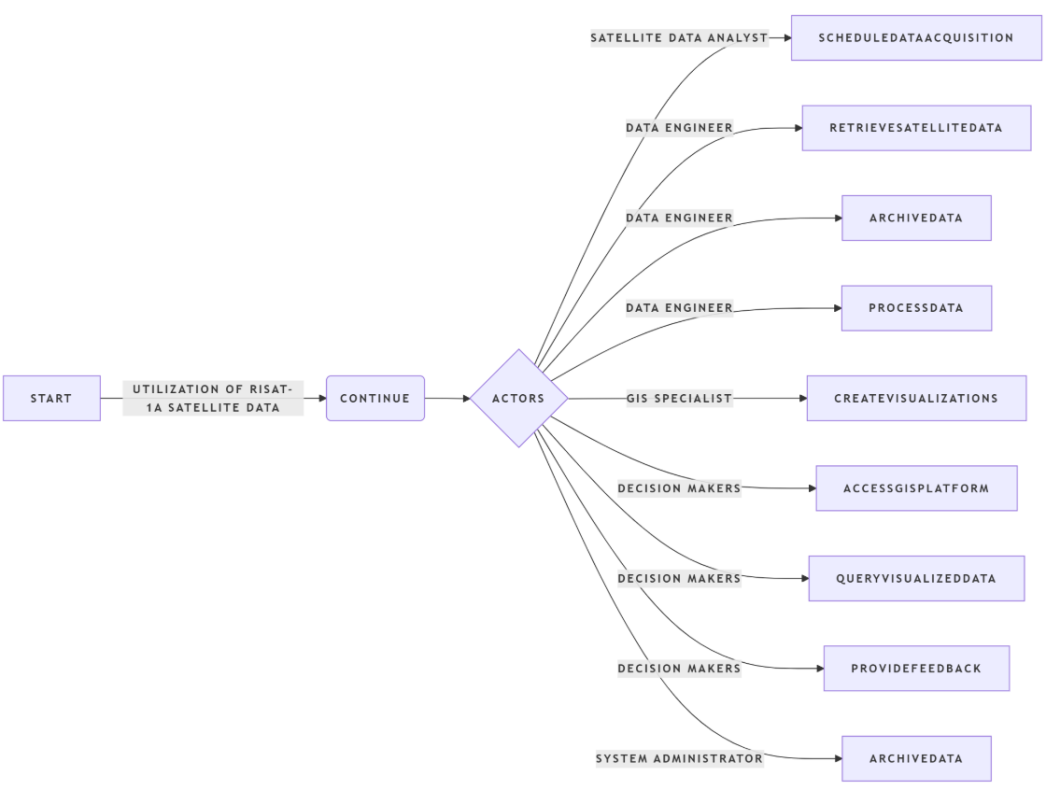 SATELLITE DATA ANALYST
SCHEDULEDATAACQUISITION
DATA ENGINEER
RETRIEVESATELLITEDATA
DATA ENGINEER
ARCHIVEDATA
DATA ENGINEER
PROCESSDATA
START
UTILIZATION OF RISAT-
1A SATELLITE DATA
CONTINUE
ACTORS
GIS SPECIALIST
CREATEVISUALIZATIONS
DECISION MAKERS
ACCESSGISPLATFORM
DECISION MAKERS
QUERYVISUALIZEDDATA
DECISION MAKERS
PROVIDEFEEDBACK
SYSTEM ADMINISTRATOR
ARCHIVEDATA